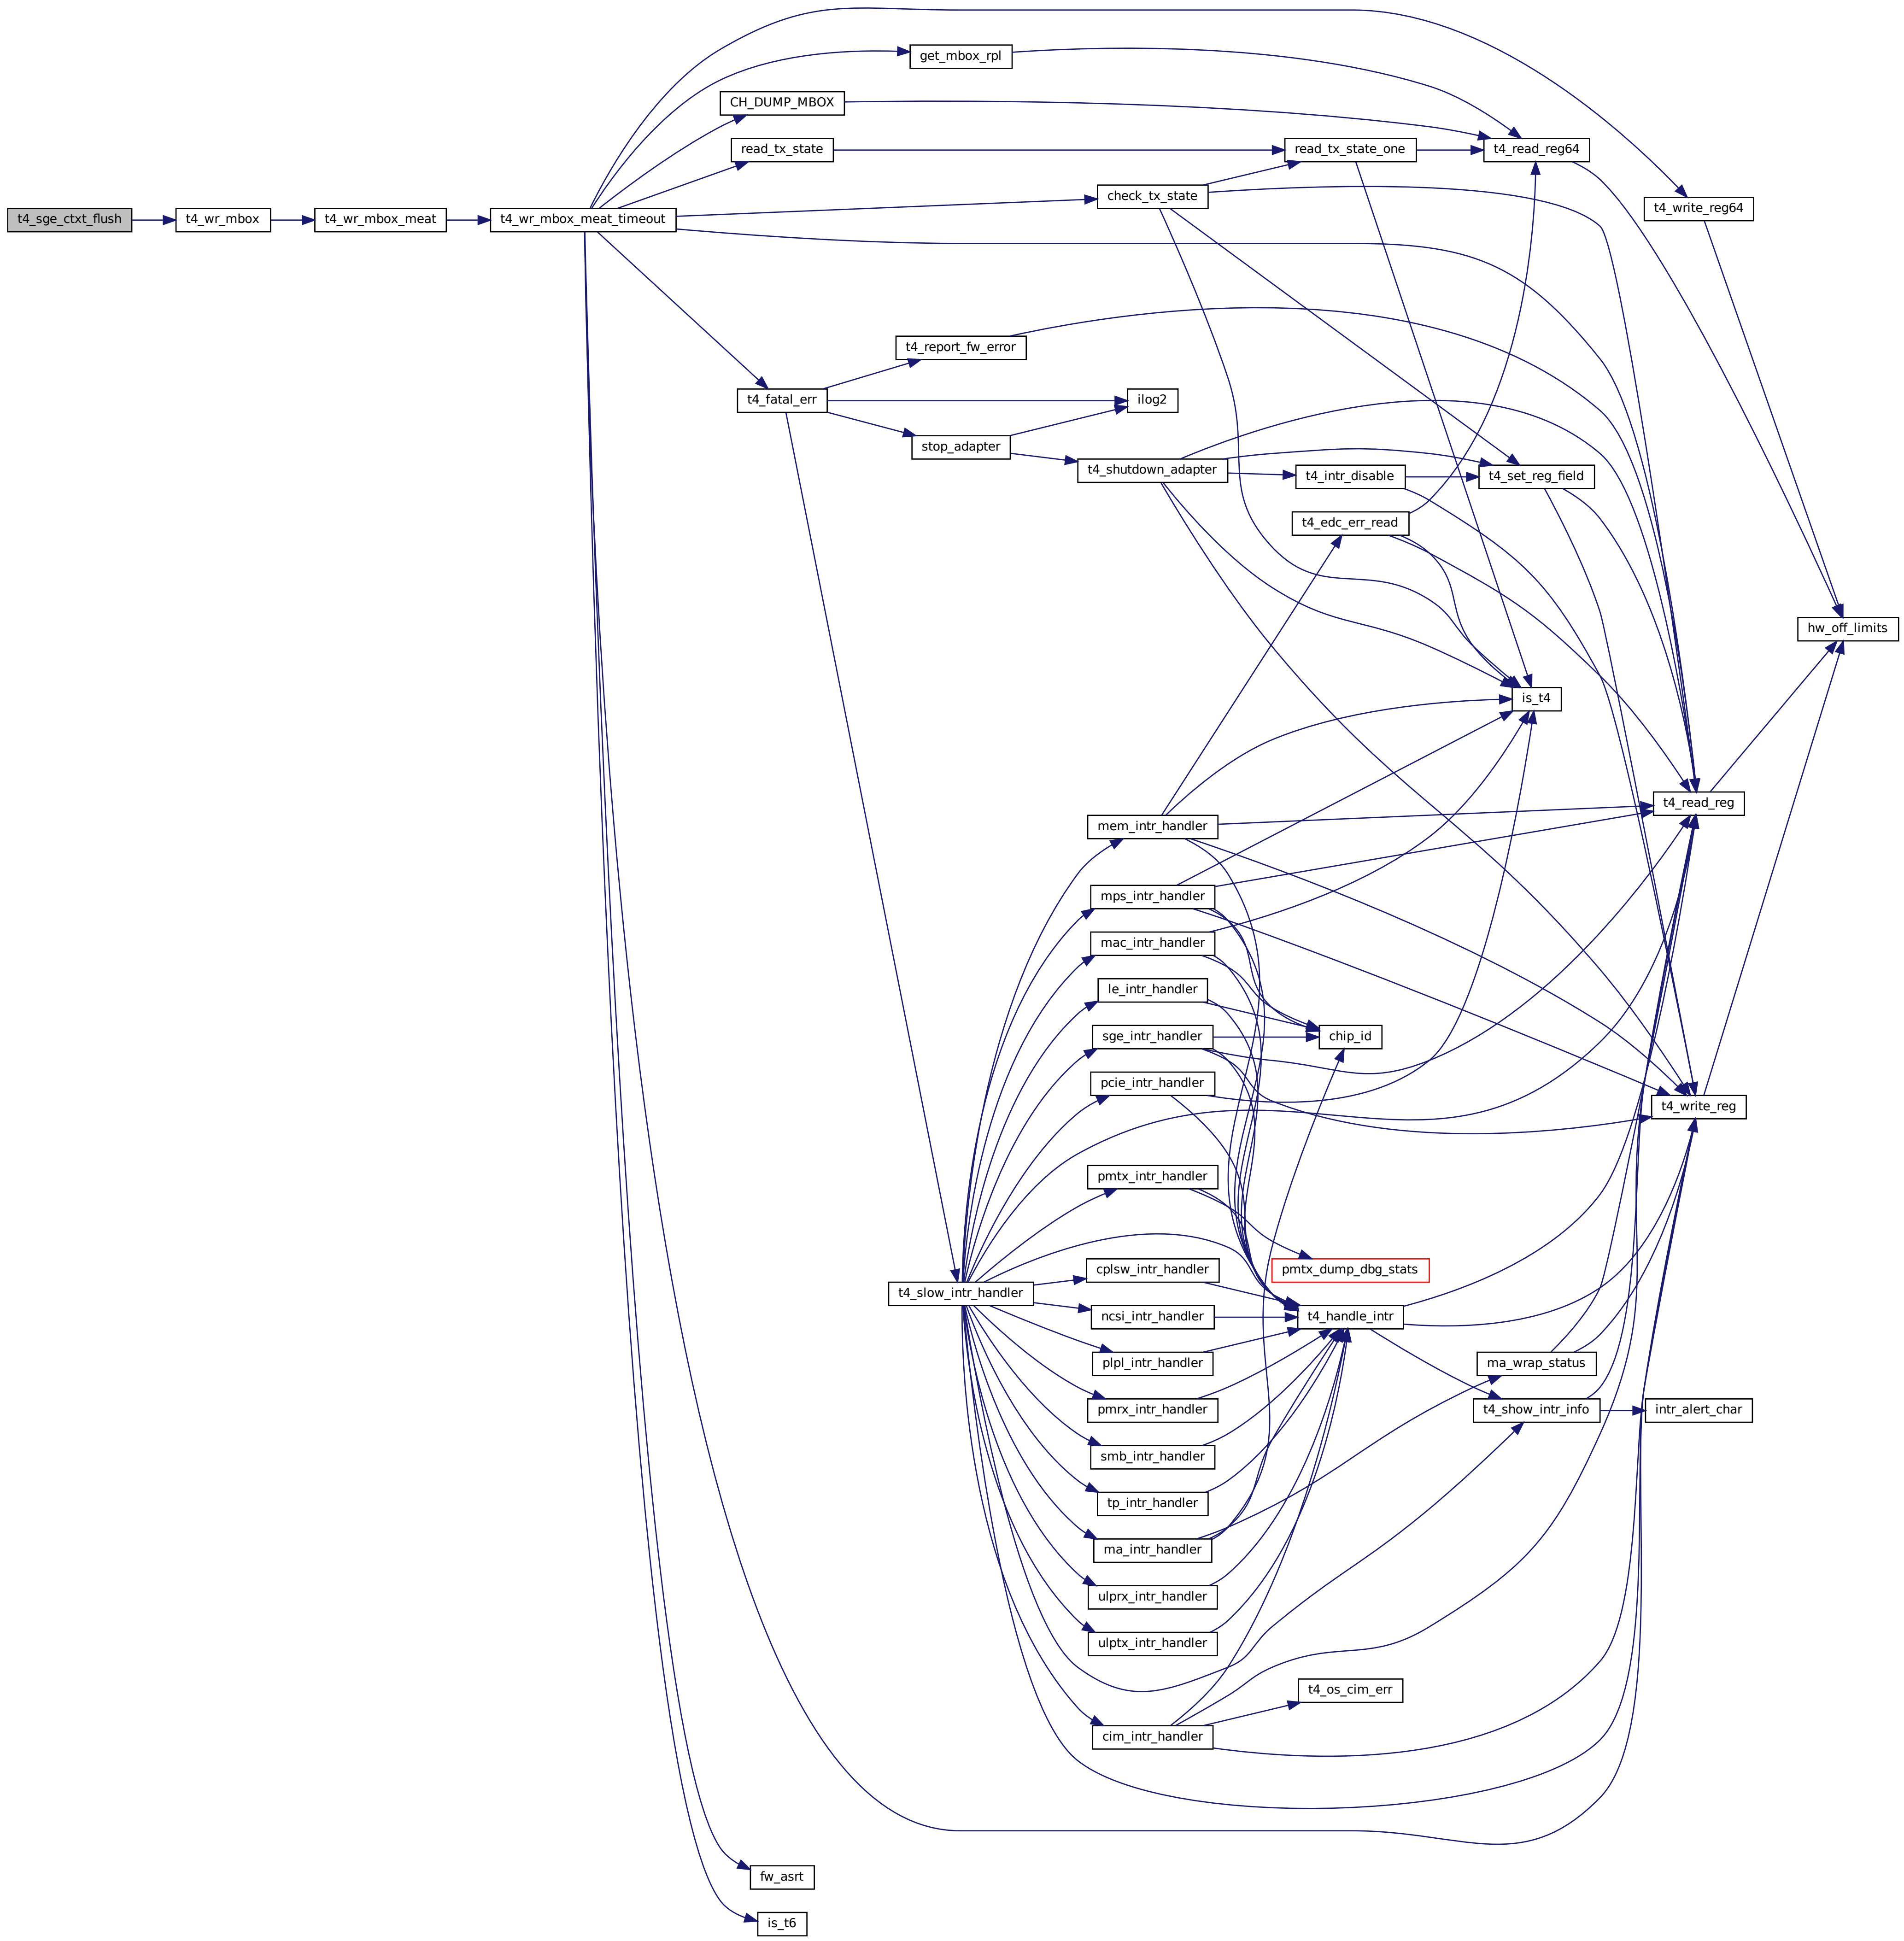 t4_sge_ctxt_flush
t4_wr_mbox
t4_wr_mbox_meat
t4_wr_mbox_meat_timeout
get_mbox_rpl
CH_DUMP_MBOX
read_tx_state
read_tx_state_one
t4_read_reg64
check_tx_state
t4_write_reg64
t4_report_fw_error
t4_fatal_err
ilog2
stop_adapter
t4_shutdown_adapter
t4_intr_disable
t4_set_reg_field
t4_edc_err_read
hw_off_limits
is_t4
t4_read_reg
mem_intr_handler
mps_intr_handler
mac_intr_handler
le_intr_handler
sge_intr_handler
chip_id
pcie_intr_handler
t4_write_reg
pmtx_intr_handler
cplsw_intr_handler
pmtx_dump_dbg_stats
t4_slow_intr_handler
ncsi_intr_handler
t4_handle_intr
plpl_intr_handler
ma_wrap_status
pmrx_intr_handler
t4_show_intr_info
intr_alert_char
smb_intr_handler
tp_intr_handler
ma_intr_handler
ulprx_intr_handler
ulptx_intr_handler
t4_os_cim_err
cim_intr_handler
fw_asrt
is_t6